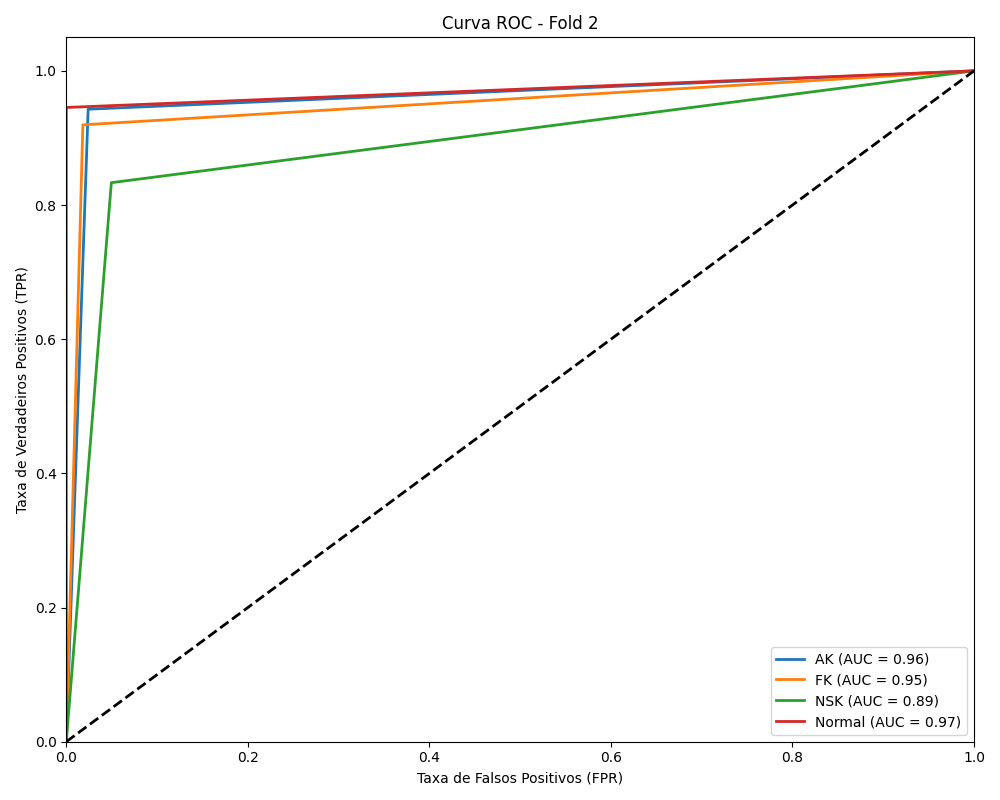 Curva ROC - Fold 2
Taxa de Verdadeiros Positivos (TPR)
1.0
0.8
0.6
0.4
0.2
0.0
0.0 0.2 0.4 0.6 0.8 1.0
Taxa de Falsos Positivos (FPR)
AK (AUC = 0.96)
FK (AUC = 0.95)
NSK (AUC = 0.89)
Normal (AUC = 0.97)